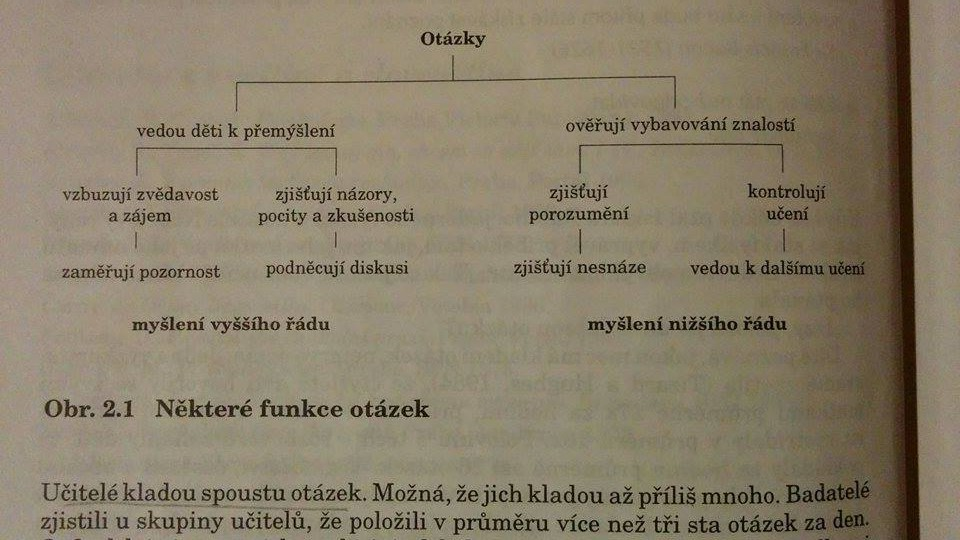 Otázky
vedou děti k přemýšlení
ověřují vybavování znalostí
vzbuzují zvědavost
a zájem
zjišťují názory,
pocity a zkušenosti
zjišťují
porozumění
kontrolují
učení
zaměřují pozornost
podněcují diskusi
zjišťují nesnáze
vedou k dalšímu učení
myšlení vyššího řádu
myšlení nižšího řádu
Obr. 2.1 Některé funkce otázek
Učitelé kladou spoustu otázek. Možná, že jich kladou až příliš mnoho. Badatelé
zjistili u skupiny učitelů, že položili v průměru více než tři sta otázek za den.